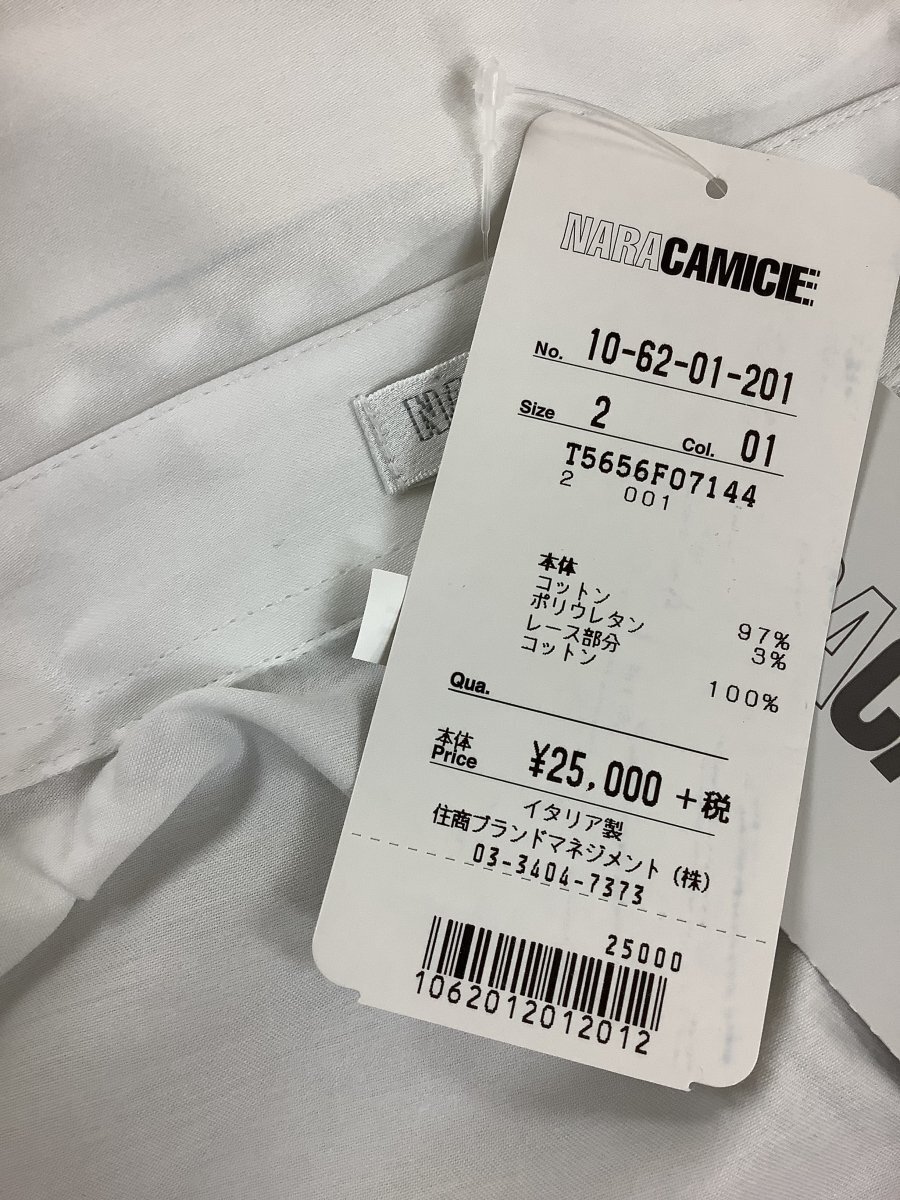 NARACAMICIE
No. 10-62-01-201
Size 2 Col. 01
T5656F07144
2 001
本体
コットン 97%
ポリウレタン 3%
レース部分
コットン 100%
Qua.
本体
Price ¥25,000 +税
イタリア製
住商ブランドマネジメント(株)
03-3404-7373
25000
1062012012012